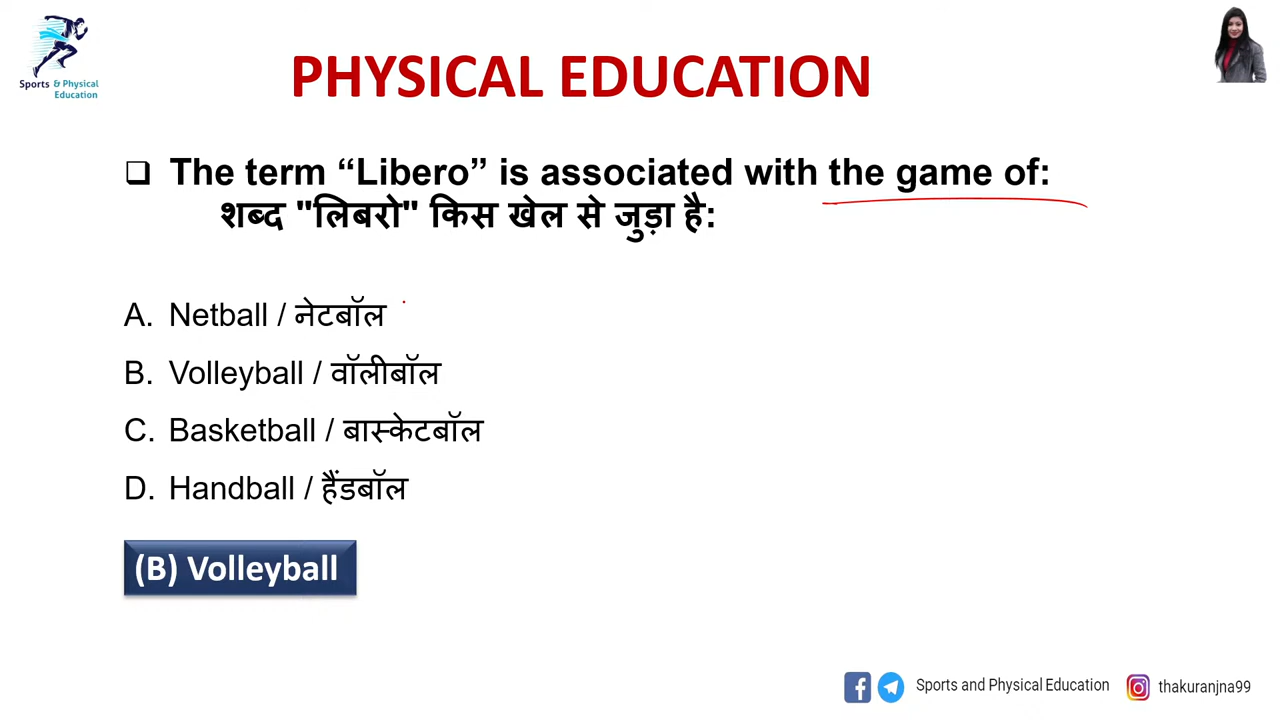 Sports & Physical
Education
PHYSICAL EDUCATION
❑ The term “Libero” is associated with the game of:
शब्द "लिबरो" किस खेल से जुड़ा है:
A. Netball / नेटबॉल
B. Volleyball / वॉलीबॉल
C. Basketball / बास्केटबॉल
D. Handball / हैंडबॉल
(B) Volleyball
Sports and Physical Education thakuranjna99